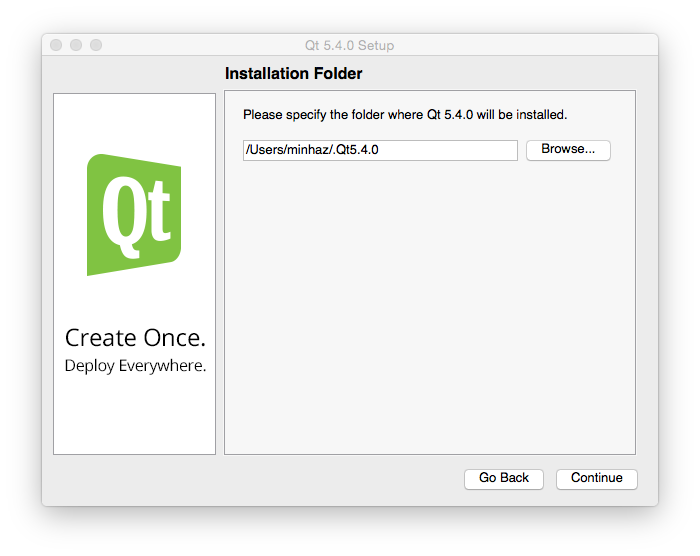 Qt 5.4.0 Setup
Installation Folder
Please specify the folder where Qt 5.4.0 will be installed.
/Users/minhaz/.Qt5.4.0
Browse...
Qt
Create Once.
Deploy Everywhere.
Go Back
Continue